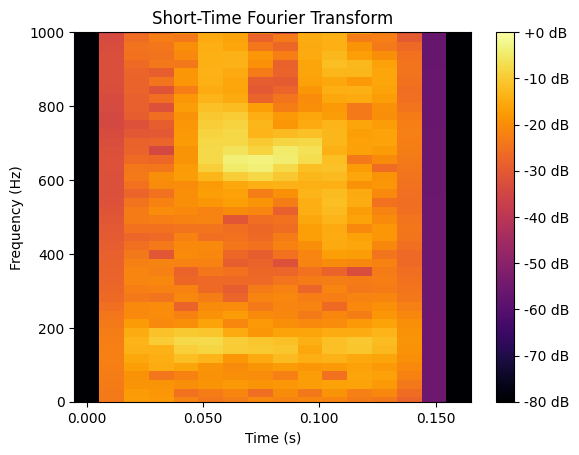 Short-Time Fourier Transform
1000
800
600
400
200
0
Frequency (Hz)
0.000
0.050
0.100
0.150
Time (s)
+0 dB
-10 dB
-20 dB
-30 dB
-40 dB
-50 dB
-60 dB
-70 dB
-80 dB